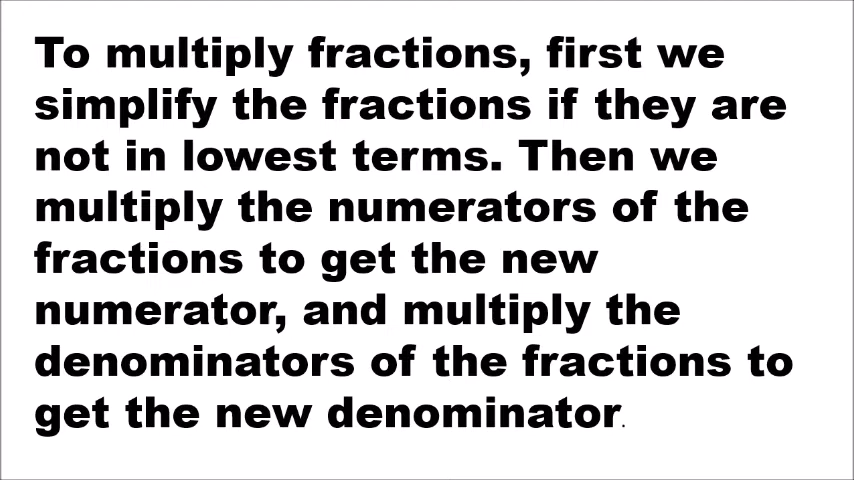 To multiply fractions, first we
simplify the fractions if they are
not in lowest terms. Then we
multiply the numerators of the
fractions to get the new
numerator, and multiply the
denominators of the fractions to
get the new denominator.